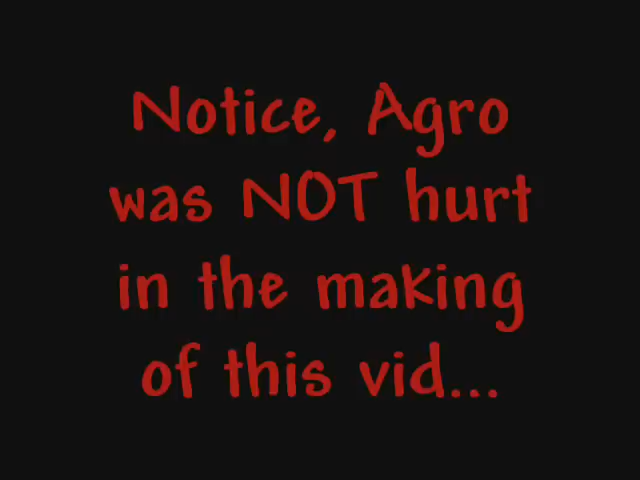 Notice, Agro
was NOT hurt
in the making
of this vid...